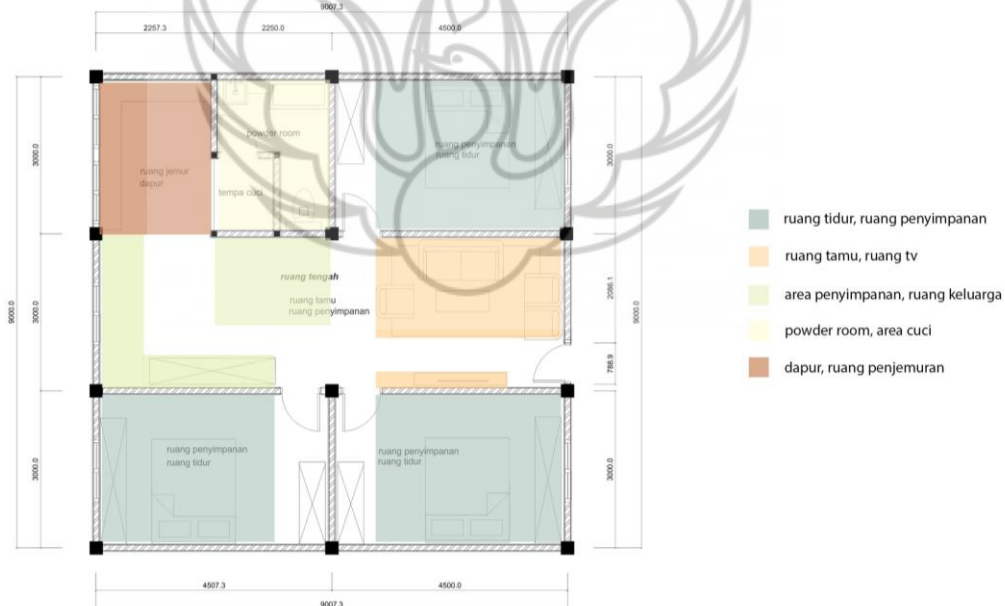 9007.3
2257.3
2250.0
4500.0
powder room
ruang penyimpanan
ruang tidur
3000.0
3000.0
ruang jemur
dapur
tempa cuci
ruang tengah
ruang tamu
ruang penyimpanan
9000.0
3000.0
2086.1
9000.0
788.9
ruang penyimpanan
ruang tidur
ruang penyimpanan
ruang tidur
3000.0
3000.0
4507.3
4500.0
9007.3
ruang tidur, ruang penyimpanan
ruang tamu, ruang tv
area penyimpanan, ruang keluarga
powder room, area cuci
dapur, ruang penjemuran